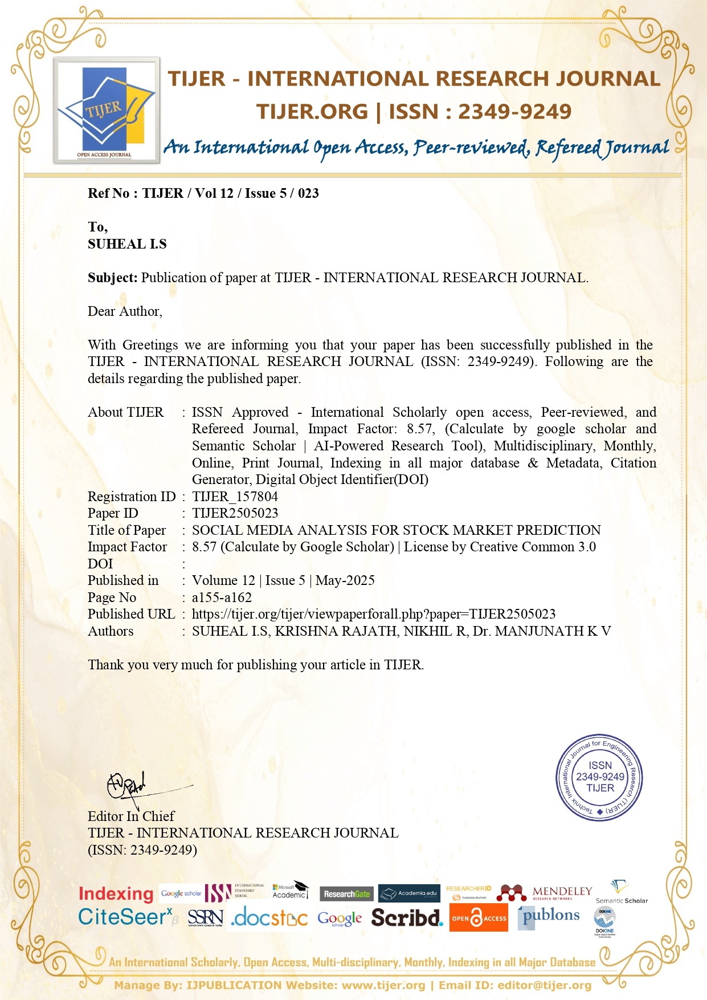 TIJER - INTERNATIONAL RESEARCH JOURNAL
TIJER.ORG | ISSN : 2349-9249
An International Open Access, Peer-reviewed, Refereed Journal
TIJER
OPEN ACCESS JOURNAL
Ref No : TIJER / Vol 12 / Issue 5 / 023
To,
SUHEAL I.S
Subject: Publication of paper at TIJER - INTERNATIONAL RESEARCH JOURNAL.
Dear Author,
With Greetings we are informing you that your paper has been successfully published in the
TIJER - INTERNATIONAL RESEARCH JOURNAL (ISSN: 2349-9249). Following are the
details regarding the published paper.
About TIJER : ISSN Approved - International Scholarly open access, Peer-reviewed, and
Refereed Journal, Impact Factor: 8.57, (Calculate by google scholar and
Semantic Scholar | AI-Powered Research Tool), Multidisciplinary, Monthly,
Online, Print Journal, Indexing in all major database & Metadata, Citation
Generator, Digital Object Identifier(DOI)
Registration ID : TIJER_157804
Paper ID : TIJER2505023
Title of Paper : SOCIAL MEDIA ANALYSIS FOR STOCK MARKET PREDICTION
Impact Factor : 8.57 (Calculate by Google Scholar) | License by Creative Common 3.0
DOI :
Published in : Volume 12 | Issue 5 | May-2025
Page No : a155-a162
Published URL : https://tijer.org/tijer/viewpaperforall.php?paper=TIJER2505023
Authors : SUHEAL I.S, KRISHNA RAJATH, NIKHIL R, Dr. MANJUNATH K V
Thank you very much for publishing your article in TIJER.
Technix International Journal for Engineering Research (TIJER)
ISSN
2349-9249
TIJER
Editor In Chief
TIJER - INTERNATIONAL RESEARCH JOURNAL
(ISSN: 2349-9249)
Indexing
Google scholar
ISSN INTERNATIONAL
STANDARD
SERIAL
Microsoft
Academic
ResearchGate
Academia.edu
RESEARCHERID
THOMSON REUTERS
MENDELEY
RESEARCH NETWORKS
Semantic Scholar
CiteSeerx β
SSRN
tomorrow's research today
.docstoc
Google
scholar
Scribd.
OPEN ACCESS
publons
DOIONE
DOIONE
Digital Object Identifier
Online Entity
An International Scholarly, Open Access, Multi-disciplinary, Monthly, Indexing in all Major Database
Manage By: IJPUBLICATION Website: www.tijer.org | Email ID: editor@tijer.org